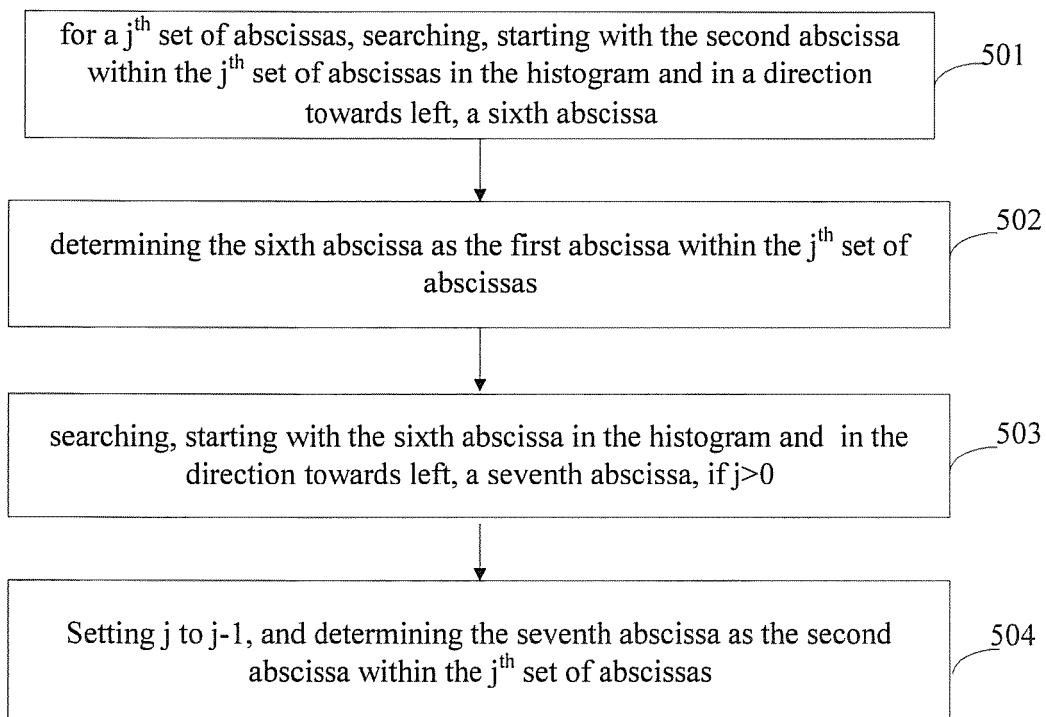 for a jth set of abscissas, searching, starting with the second abscissa
within the jth set of abscissas in the histogram and in a direction
towards left, a sixth abscissa
501
determining the sixth abscissa as the first abscissa within the jth set of
abscissas
502
searching, starting with the sixth abscissa in the histogram and in the
direction towards left, a seventh abscissa, if j>0
503
Setting j to j-1, and determining the seventh abscissa as the second
abscissa within the jth set of abscissas
504